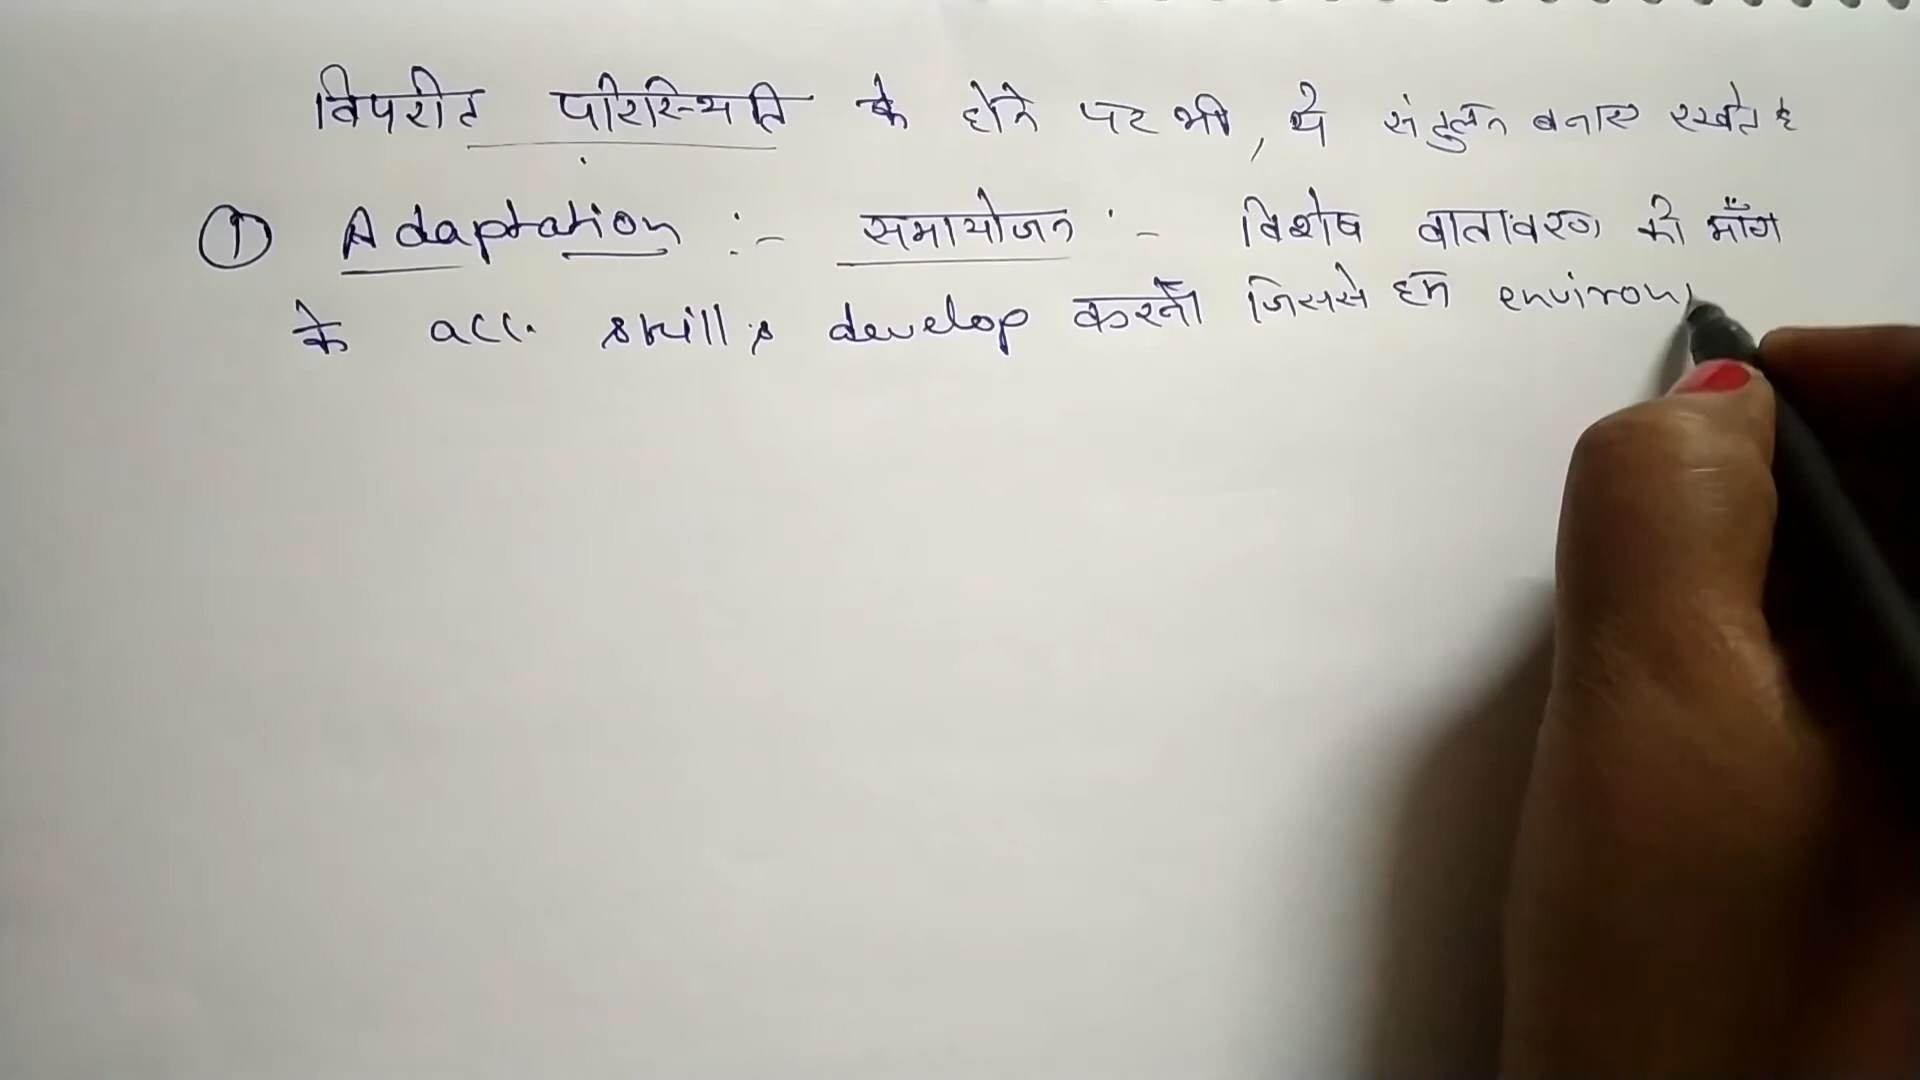 विपरीत परिस्थिति के होने पर भी, ये संतुलन बनाए रखते है
① Adaptation :- समायोजन :- विशेष वातावरण की माँग
के acc. skills develop करना जिससे हम environ